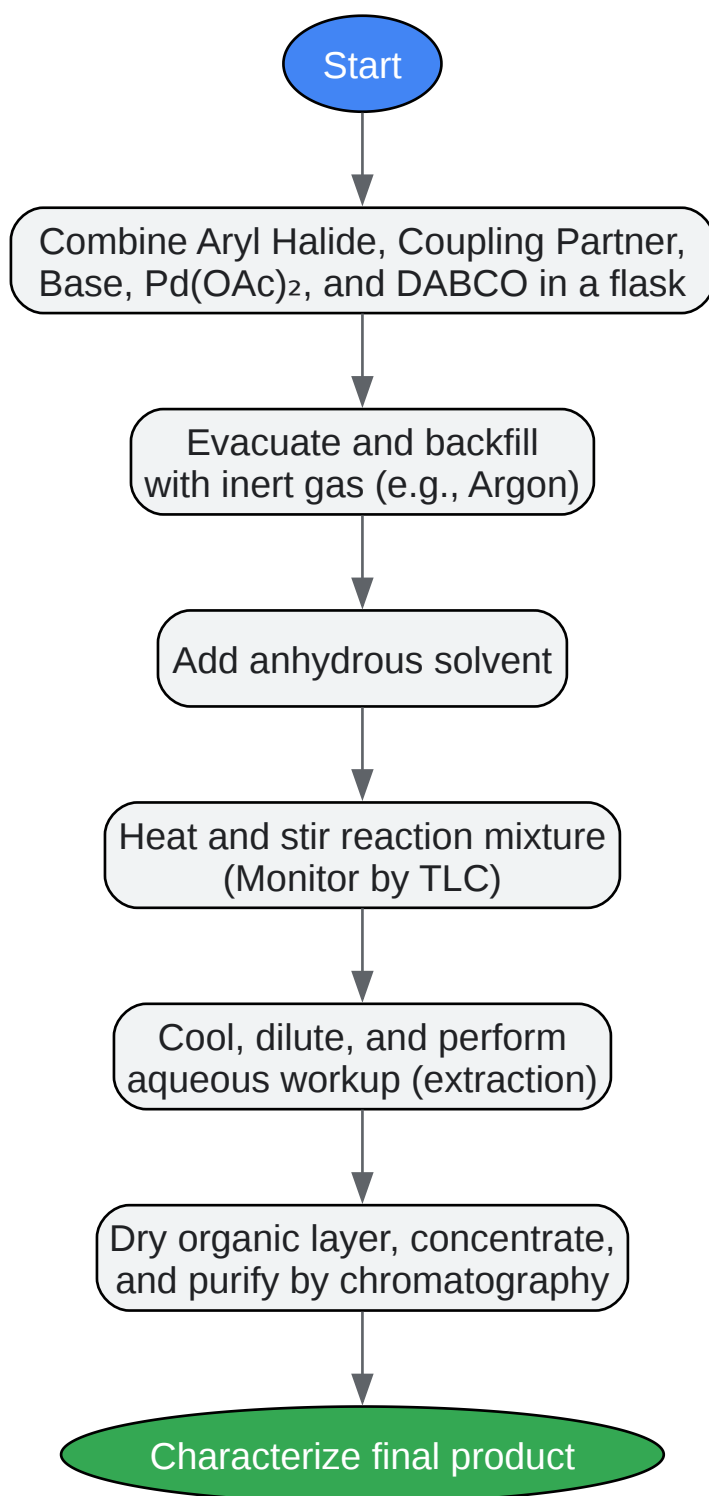 Start
Combine Aryl Halide, Coupling Partner,
Base, Pd(OAc)₂, and DABCO in a flask
Evacuate and backfill
with inert gas (e.g., Argon)
Add anhydrous solvent
Heat and stir reaction mixture
(Monitor by TLC)
Cool, dilute, and perform
aqueous workup (extraction)
Dry organic layer, concentrate,
and purify by chromatography
Characterize final product